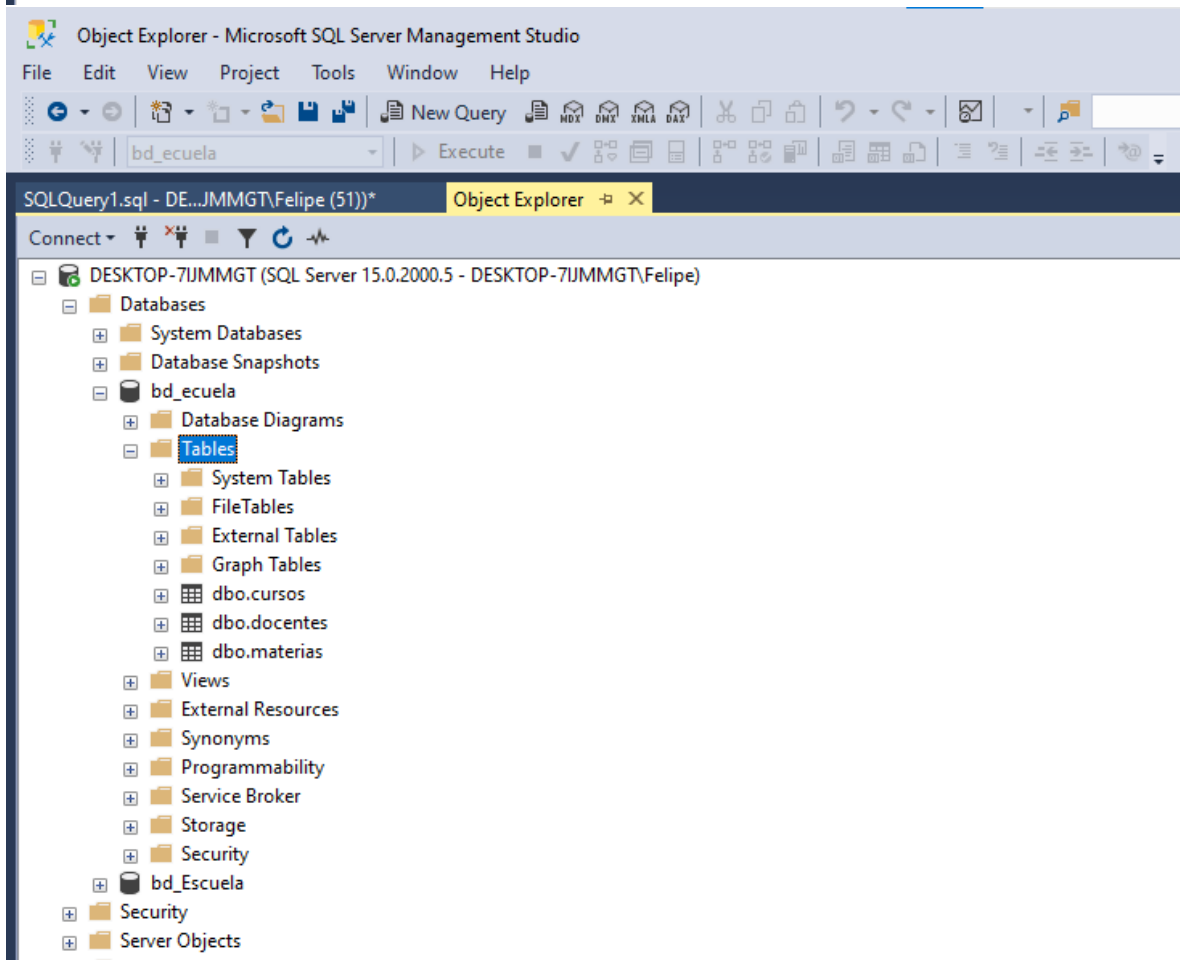 Object Explorer - Microsoft SQL Server Management Studio
File Edit View Project Tools Window Help
New Query MDX DMX XMLA DAX
bd_ecuela Execute
SQLQuery1.sql - DE...JMMGT\Felipe (51))* Object Explorer
Connect
DESKTOP-7IJMMGT (SQL Server 15.0.2000.5 - DESKTOP-7IJMMGT\Felipe)
Databases
System Databases
Database Snapshots
bd_ecuela
Database Diagrams
Tables
System Tables
FileTables
External Tables
Graph Tables
dbo.cursos
dbo.docentes
dbo.materias
Views
External Resources
Synonyms
Programmability
Service Broker
Storage
Security
bd_Escuela
Security
Server Objects